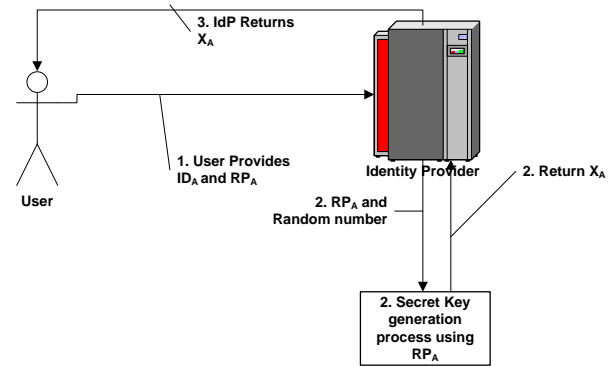 3. IdP Returns
X_A
1. User Provides
ID_A and RP_A
User
Identity Provider
2. Return X_A
2. RP_A and
Random number
2. Secret Key
generation
process using
RP_A